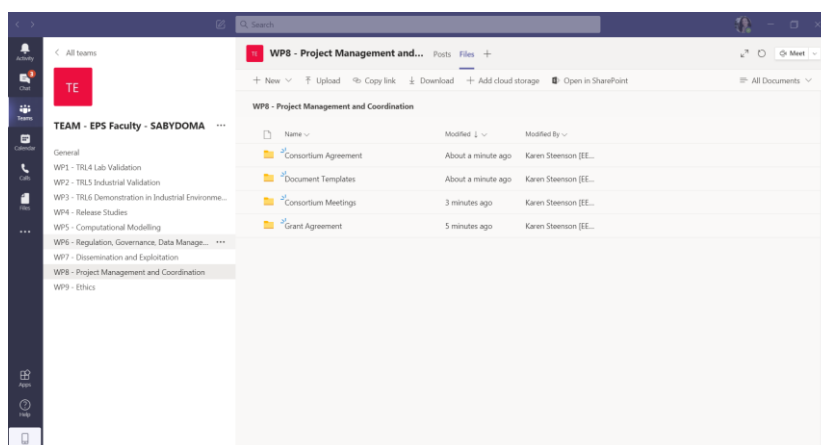 Search
Activity
3
Chat
Teams
Calendar
Calls
Files
Apps
Help
All teams
TE
TEAM - EPS Faculty - SABYDOMA
General
WP1 - TRL4 Lab Validation
WP2 - TRL5 Industrial Validation
WP3 - TRL6 Demonstration in Industrial Environme...
WP4 - Release Studies
WP5 - Computational Modelling
WP6 - Regulation, Governance, Data Manage...
WP7 - Dissemination and Exploitation
WP8 - Project Management and Coordination
WP9 - Ethics
TE WP8 - Project Management and... Posts Files + Meet
+ New Upload Copy link Download + Add cloud storage Open in SharePoint All Documents
WP8 - Project Management and Coordination
Name Modified ↓ Modified By
Consortium Agreement About a minute ago Karen Steenson [EE...
Document Templates About a minute ago Karen Steenson [EE...
Consortium Meetings 3 minutes ago Karen Steenson [EE...
Grant Agreement 5 minutes ago Karen Steenson [EE...